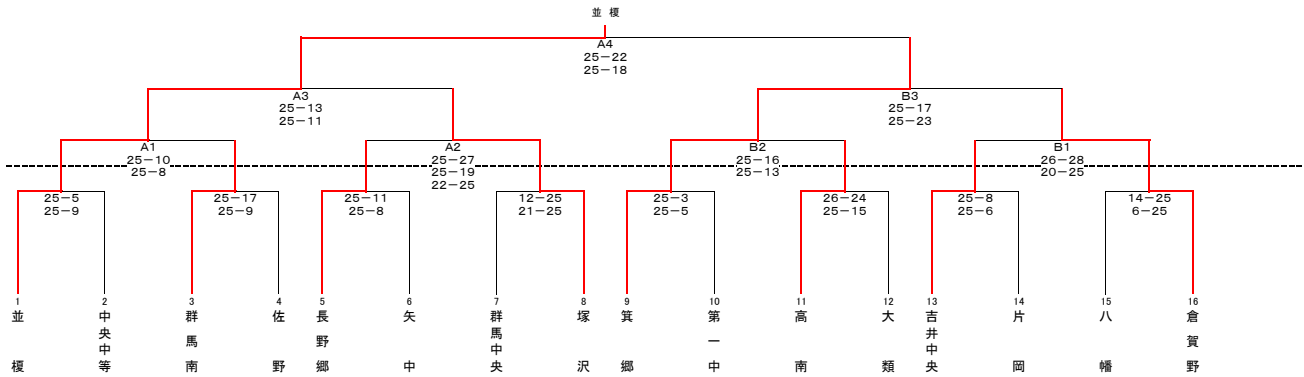 並榎
A4
25－22
25－18
A3
25－13
25－11
B3
25－17
25－23
A1
25－10
25－8
A2
25－27
25－19
22－25
B2
25－16
25－13
B1
26－28
20－25
25－5
25－9
25－17
25－9
25－11
25－8
12－25
21－25
25－3
25－5
26－24
25－15
25－8
25－6
14－25
6－25
1
並榎
2
中央中等
3
群馬南
4
佐野
5
長野郷
6
矢中
7
群馬中央
8
塚沢
9
箕郷
10
第一中
11
高南
12
大類
13
吉井中央
14
片岡
15
八幡
16
倉賀野